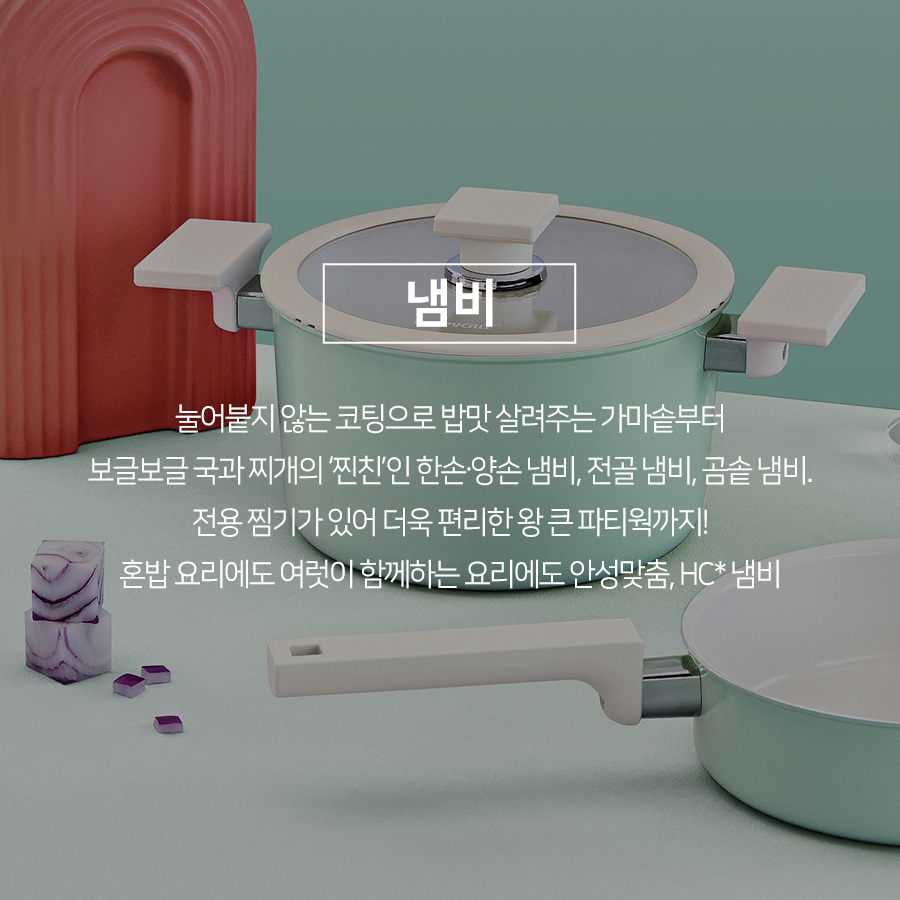 냄비
눌어붙지 않는 코팅으로 밥맛 살려주는 가마솥부터
보글보글 국과 찌개의 ‘찐친’인 한손·양손 냄비, 전골 냄비, 곰솥 냄비.
전용 찜기가 있어 더욱 편리한 왕 큰 파티웍까지!
혼밥 요리에도 여럿이 함께하는 요리에도 안성맞춤, HC* 냄비